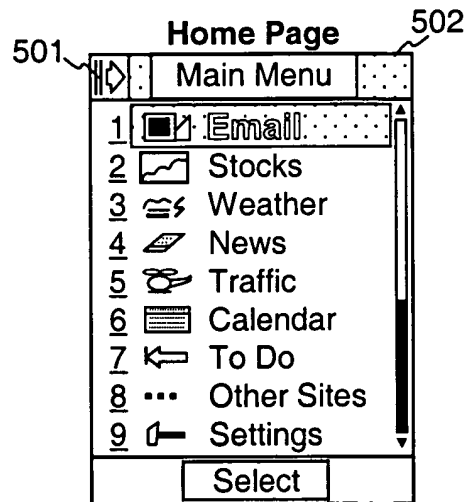 Home Page
501
502
Main Menu
1 Email
2 Stocks
3 Weather
4 News
5 Traffic
6 Calendar
7 To Do
8 Other Sites
9 Settings
Select